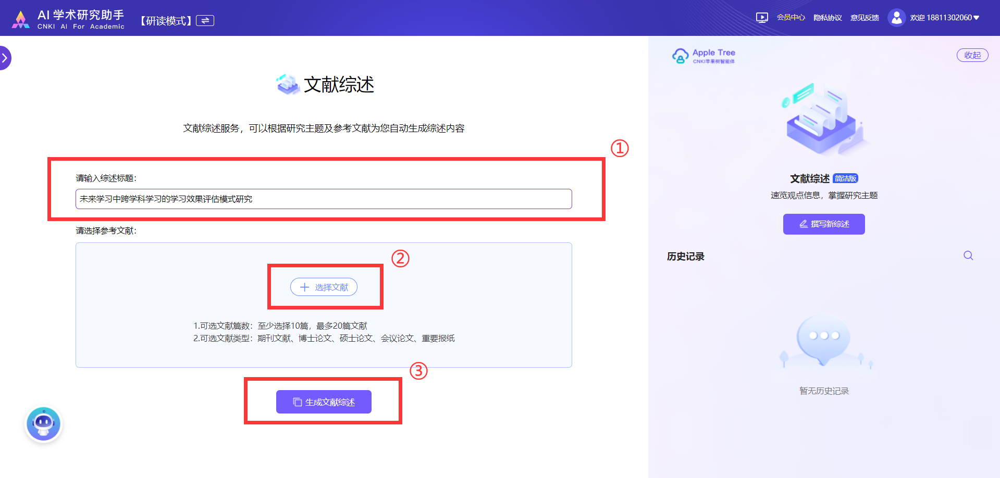 AI 学术研究助手
CNKI AI For Academic
【研读模式】
会员中心 隐私协议 意见反馈 欢迎 18811302060
文献综述
文献综述服务，可以根据研究主题及参考文献为您自动生成综述内容
①
请输入综述标题：
未来学习中跨学科学习的学习效果评估模式研究
请选择参考文献：
②
选择文献
1.可选文献篇数：至少选择10篇，最多20篇文献
2.可选文献类型：期刊文献、博士论文、硕士论文、会议论文、重要报纸
③
生成文献综述
Apple Tree
CNKI苹果树智能体
收起
文献综述 简洁版
速览观点信息，掌握研究主题
撰写新综述
历史记录
暂无历史记录